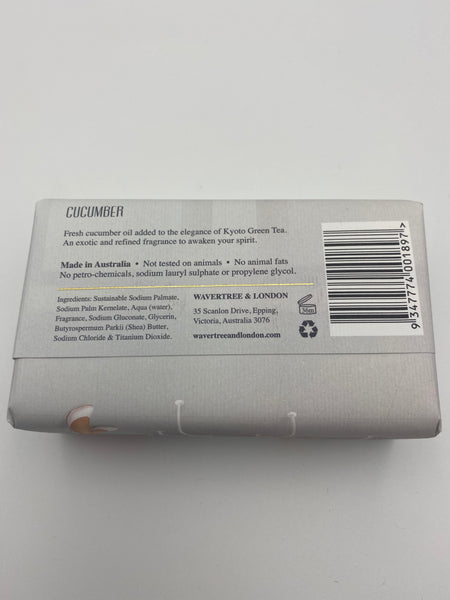 CUCUMBER
Fresh cucumber oil added to the elegance of Kyoto Green Tea.
An exotic and refined fragrance to awaken your spirit.
Made in Australia • Not tested on animals • No animal fats
No petro-chemicals, sodium lauryl sulphate or propylene glycol.
Ingredients: Sustainable Sodium Palmate,
Sodium Palm Kernelate, Aqua (water),
Fragrance, Sodium Gluconate, Glycerin,
Butyrospermum Parkii (Shea) Butter,
Sodium Chloride & Titanium Dioxide.
WAVERTREE & LONDON
35 Scanlon Drive, Epping,
Victoria, Australia 3076
wavertreeandlondon.com
36m
9 347774 001897 >